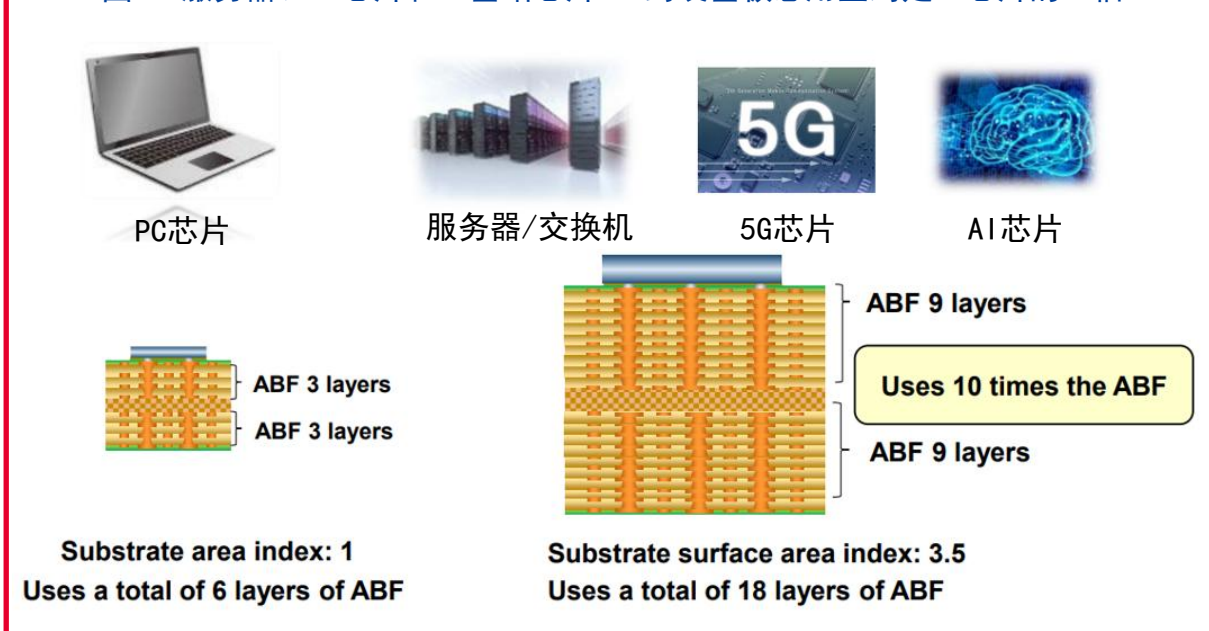 PC芯片
服务器/交换机
5G
5G芯片
AI芯片
ABF 3 layers
ABF 3 layers
Substrate area index: 1
Uses a total of 6 layers of ABF
ABF 9 layers
Uses 10 times the ABF
ABF 9 layers
Substrate surface area index: 3.5
Uses a total of 18 layers of ABF